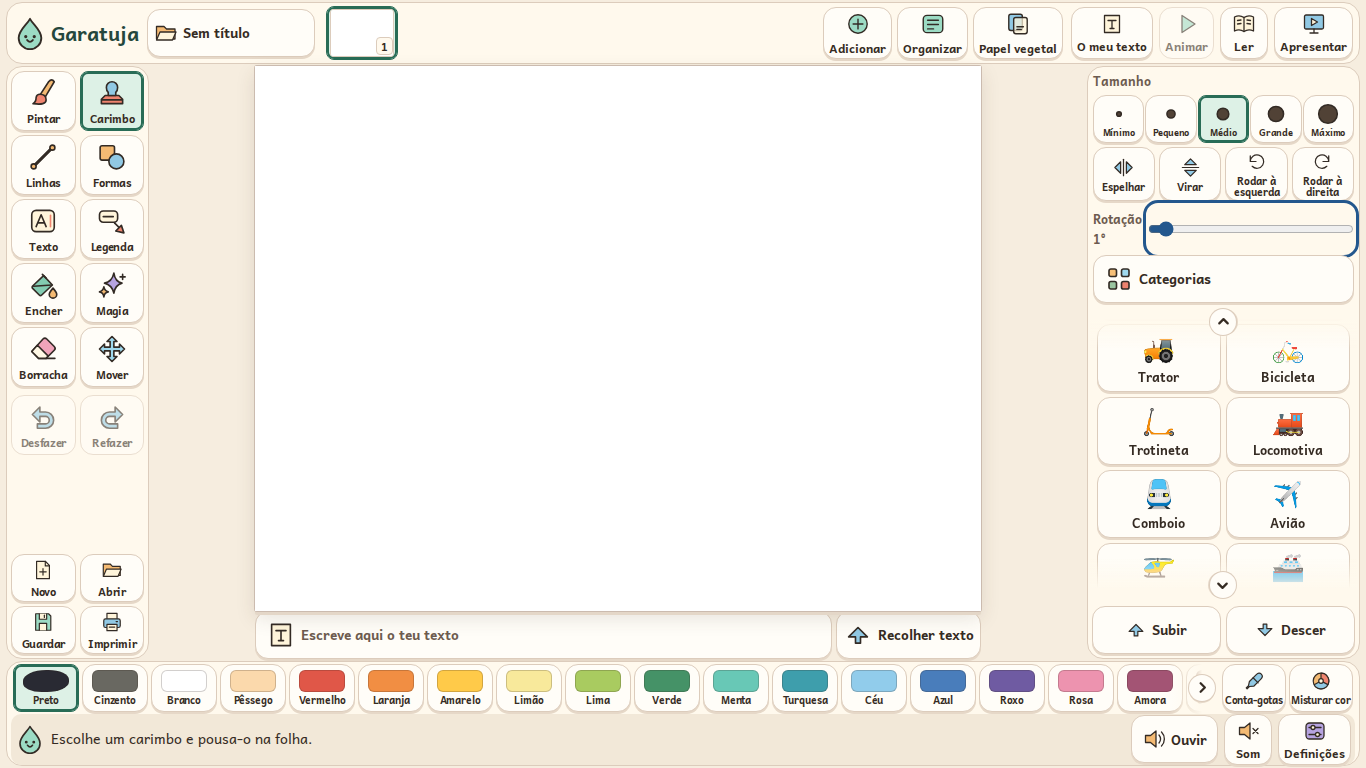 Garatuja
Sem título
1
Adicionar
Organizar
Papel vegetal
O meu texto
Animar
Ler
Apresentar
Pintar
Carimbo
Linhas
Formas
Texto
Legenda
Encher
Magia
Borracha
Mover
Desfazer
Refazer
Novo
Abrir
Guardar
Imprimir
Tamanho
Mínimo
Pequeno
Médio
Grande
Máximo
Espelhar
Virar
Rodar à
esquerda
Rodar à
direita
Rotação
1°
Categorias
Trator
Bicicleta
Trotineta
Locomotiva
Comboio
Avião
Subir
Descer
Escreve aqui o teu texto
Recolher texto
Preto
Cinzento
Branco
Pêssego
Vermelho
Laranja
Amarelo
Limão
Lima
Verde
Menta
Turquesa
Céu
Azul
Roxo
Rosa
Amora
Conta-gotas
Misturar cor
Escolhe um carimbo e pousa-o na folha.
Ouvir
Som
Definições